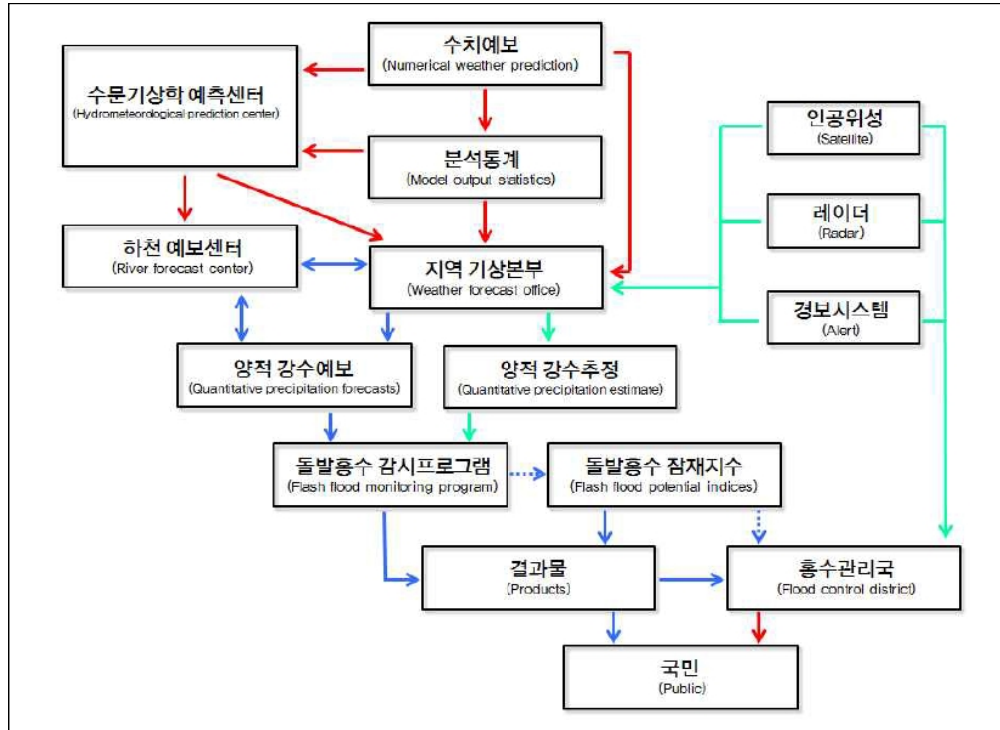 수치예보
(Numerical weather prediction)
수문기상학 예측센터
(Hydrometeorological prediction center)
인공위성
(Satellite)
분석통계
(Model output statistics)
레이더
(Radar)
하천 예보센터
(River forecast center)
지역 기상본부
(Weather forecast office)
경보시스템
(Alert)
양적 강수예보
(Quantitative precipitation forecasts)
양적 강수추정
(Quantitative precipitation estimate)
돌발홍수 감시프로그램
(Flash flood monitoring program)
돌발홍수 잠재지수
(Flash flood potential indices)
결과물
(Products)
홍수관리국
(Flood control district)
국민
(Public)